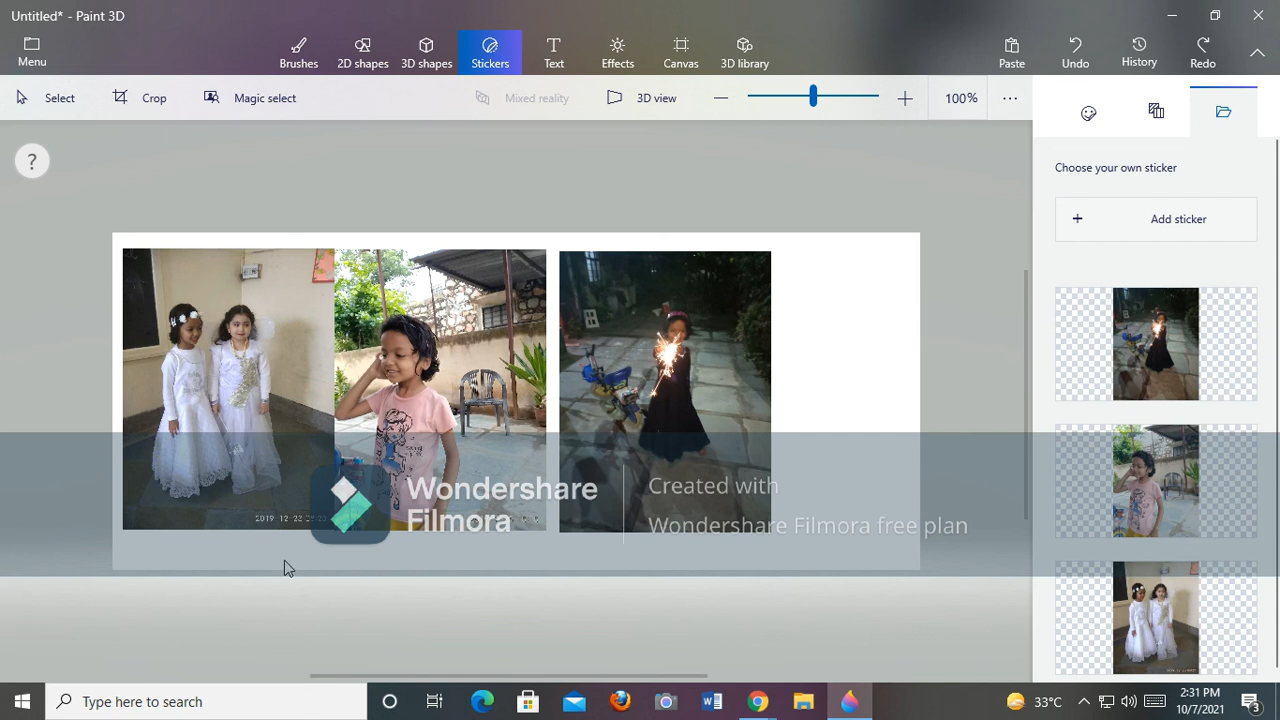 Untitled* - Paint 3D
Menu
Brushes
2D shapes
3D shapes
Stickers
Text
Effects
Canvas
3D library
Paste
Undo
History
Redo
Select
Crop
Magic select
Mixed reality
3D view
100%
?
Choose your own sticker
+ Add sticker
Wondershare
Filmora
Created with
Wondershare Filmora free plan
Type here to search
33°C
2:31 PM
10/7/2021
3